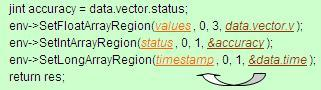 jint accuracy = data.vector.status;
env->SetFloatArrayRegion(values, 0, 3, data.vector.v);
env->SetIntArrayRegion(status, 0, 1, &accuracy);
env->SetLongArrayRegion(timestamp, 0, 1, &data.time);
return res;